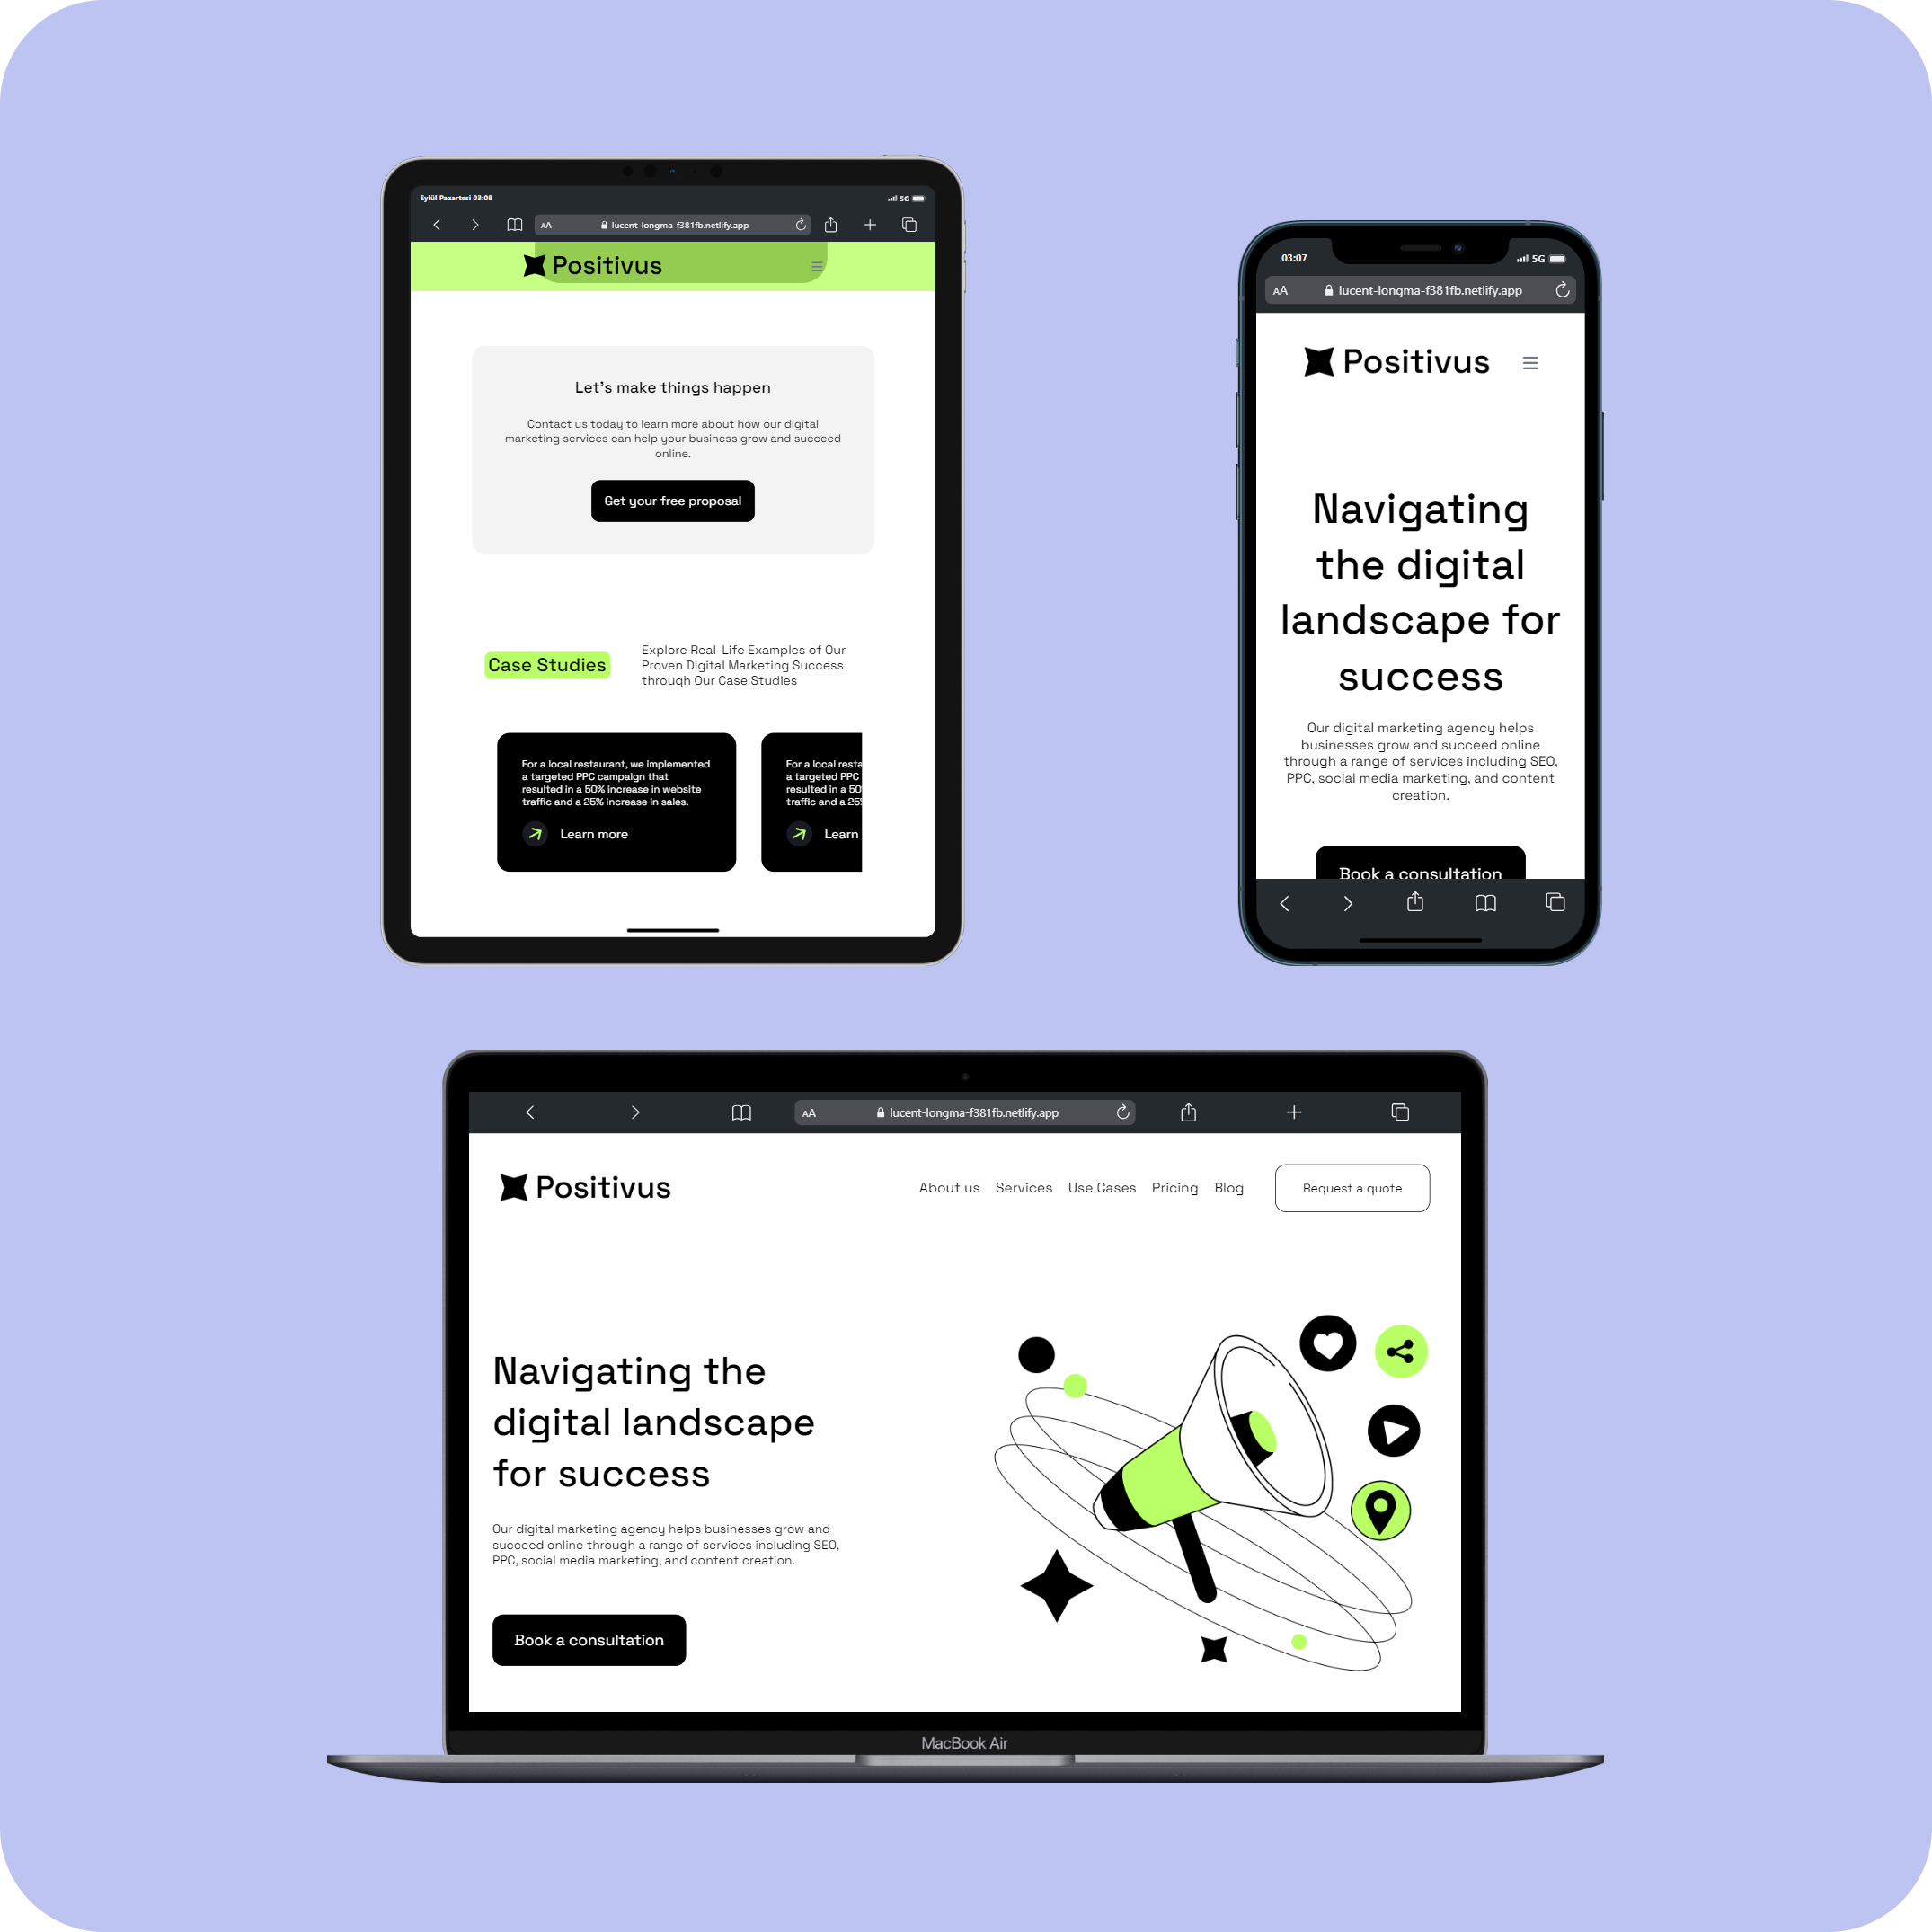 Eylül Pazartesi 03:08
5G
AA
lucent-longma-f381fb.netlify.app
Positivus
Let's make things happen
Contact us today to learn more about how our digital
marketing services can help your business grow and succeed
online.
Get your free proposal
Case Studies
Explore Real-Life Examples of Our
Proven Digital Marketing Success
through Our Case Studies
For a local restaurant, we implemented
a targeted PPC campaign that
resulted in a 50% increase in website
traffic and a 25% increase in sales.
Learn more
For a local resta
a targeted PPC
resulted in a 50
traffic and a 25
Learn
03:07
5G
AA
lucent-longma-f381fb.netlify.app
Positivus
Navigating
the digital
landscape for
success
Our digital marketing agency helps
businesses grow and succeed online
through a range of services including SEO,
PPC, social media marketing, and content
creation.
Book a consultation
AA
lucent-longma-f381fb.netlify.app
Positivus
About us
Services
Use Cases
Pricing
Blog
Request a quote
Navigating the
digital landscape
for success
Our digital marketing agency helps businesses grow and
succeed online through a range of services including SEO,
PPC, social media marketing, and content creation.
Book a consultation
MacBook Air